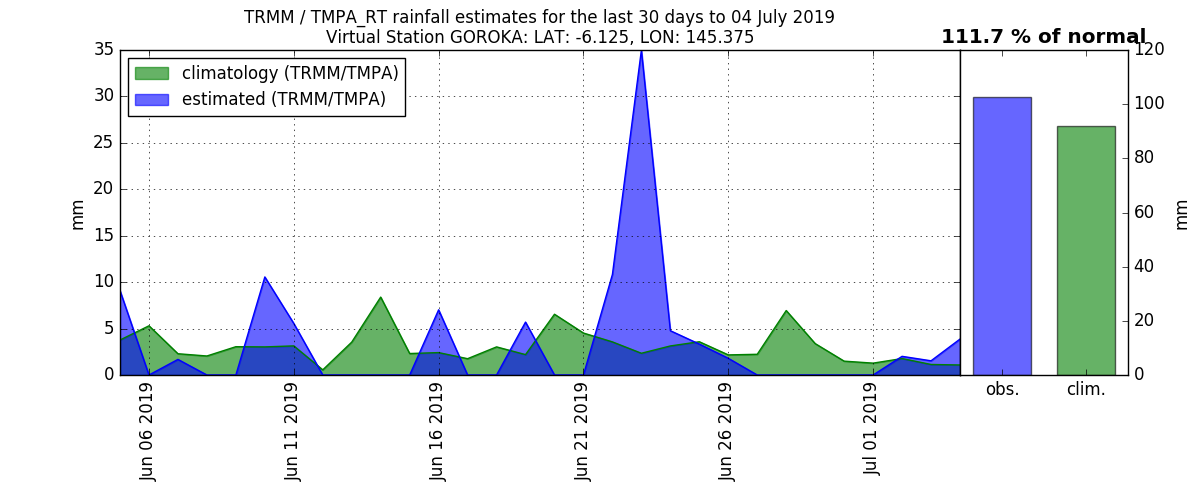 TRMM / TMPA_RT rainfall estimates for the last 30 days to 04 July 2019
Virtual Station GOROKA: LAT: -6.125, LON: 145.375
111.7 % of normal
climatology (TRMM/TMPA)
estimated (TRMM/TMPA)
35
30
25
20
15
10
5
0
mm
Jun 06 2019
Jun 11 2019
Jun 16 2019
Jun 21 2019
Jun 26 2019
Jul 01 2019
120
100
80
60
40
20
0
mm
obs.
clim.